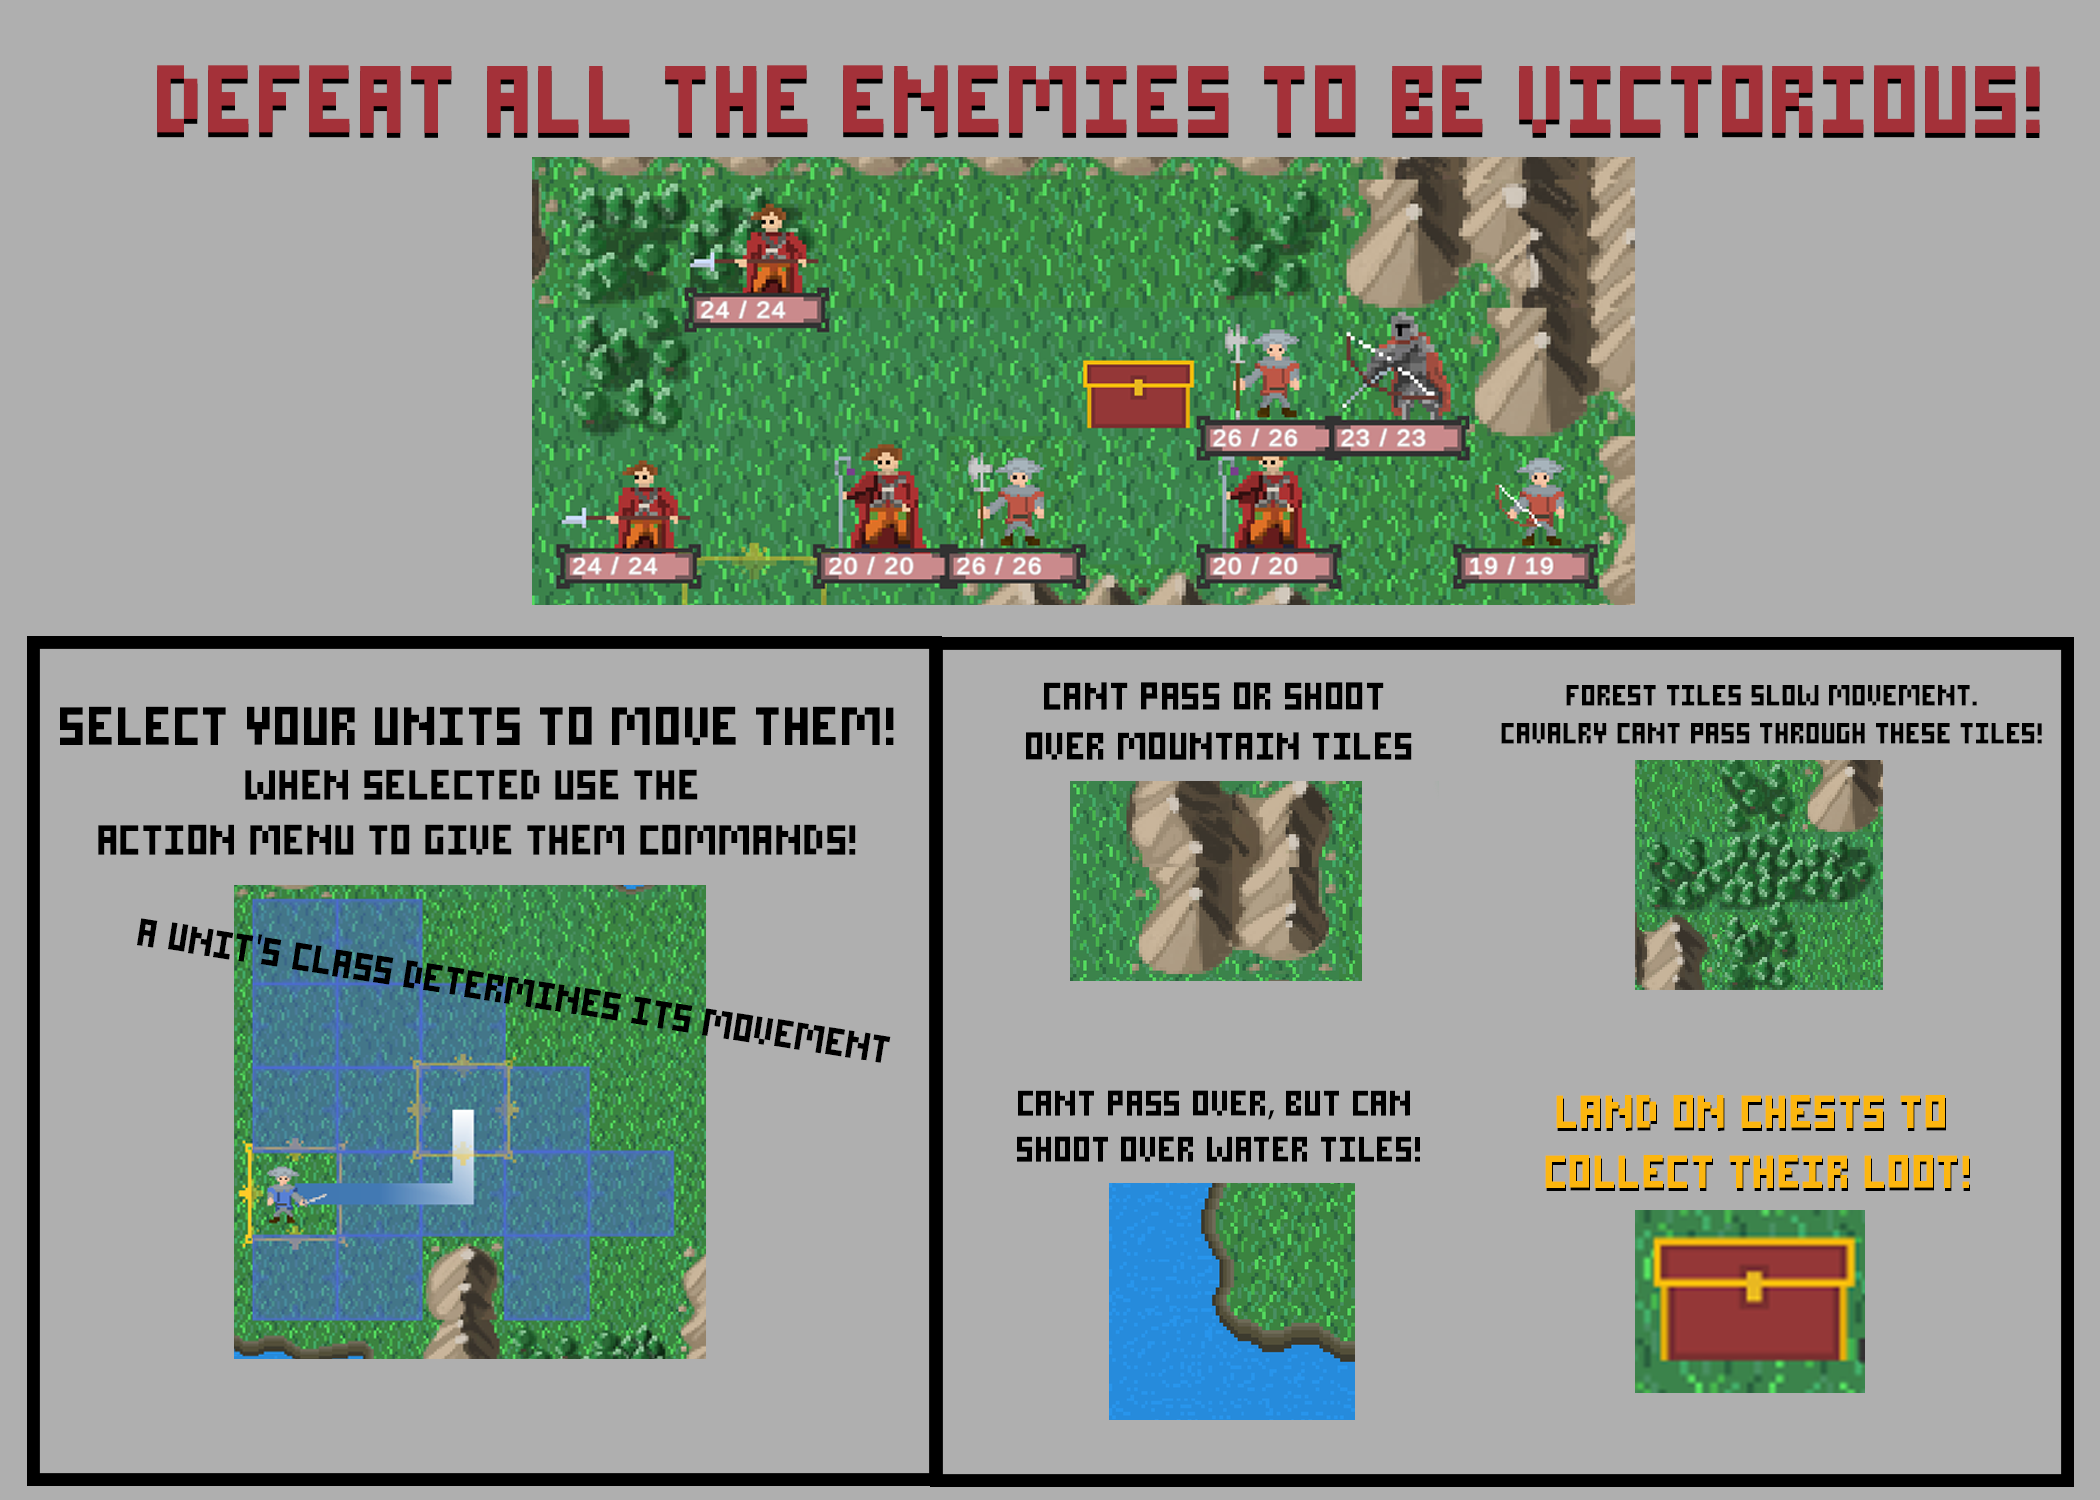 DEFEAT ALL THE ENEMIES TO BE VICTORIOUS!
24 / 24
26 / 26
23 / 23
24 / 24
20 / 20
26 / 26
20 / 20
19 / 19
SELECT YOUR UNITS TO MOVE THEM!
WHEN SELECTED USE THE
ACTION MENU TO GIVE THEM COMMANDS!
A UNIT'S CLASS DETERMINES ITS MOVEMENT
CANT PASS OR SHOOT
OVER MOUNTAIN TILES
FOREST TILES SLOW MOVEMENT.
CAVALRY CANT PASS THROUGH THESE TILES!
CANT PASS OVER, BUT CAN
SHOOT OVER WATER TILES!
LAND ON CHESTS TO
COLLECT THEIR LOOT!